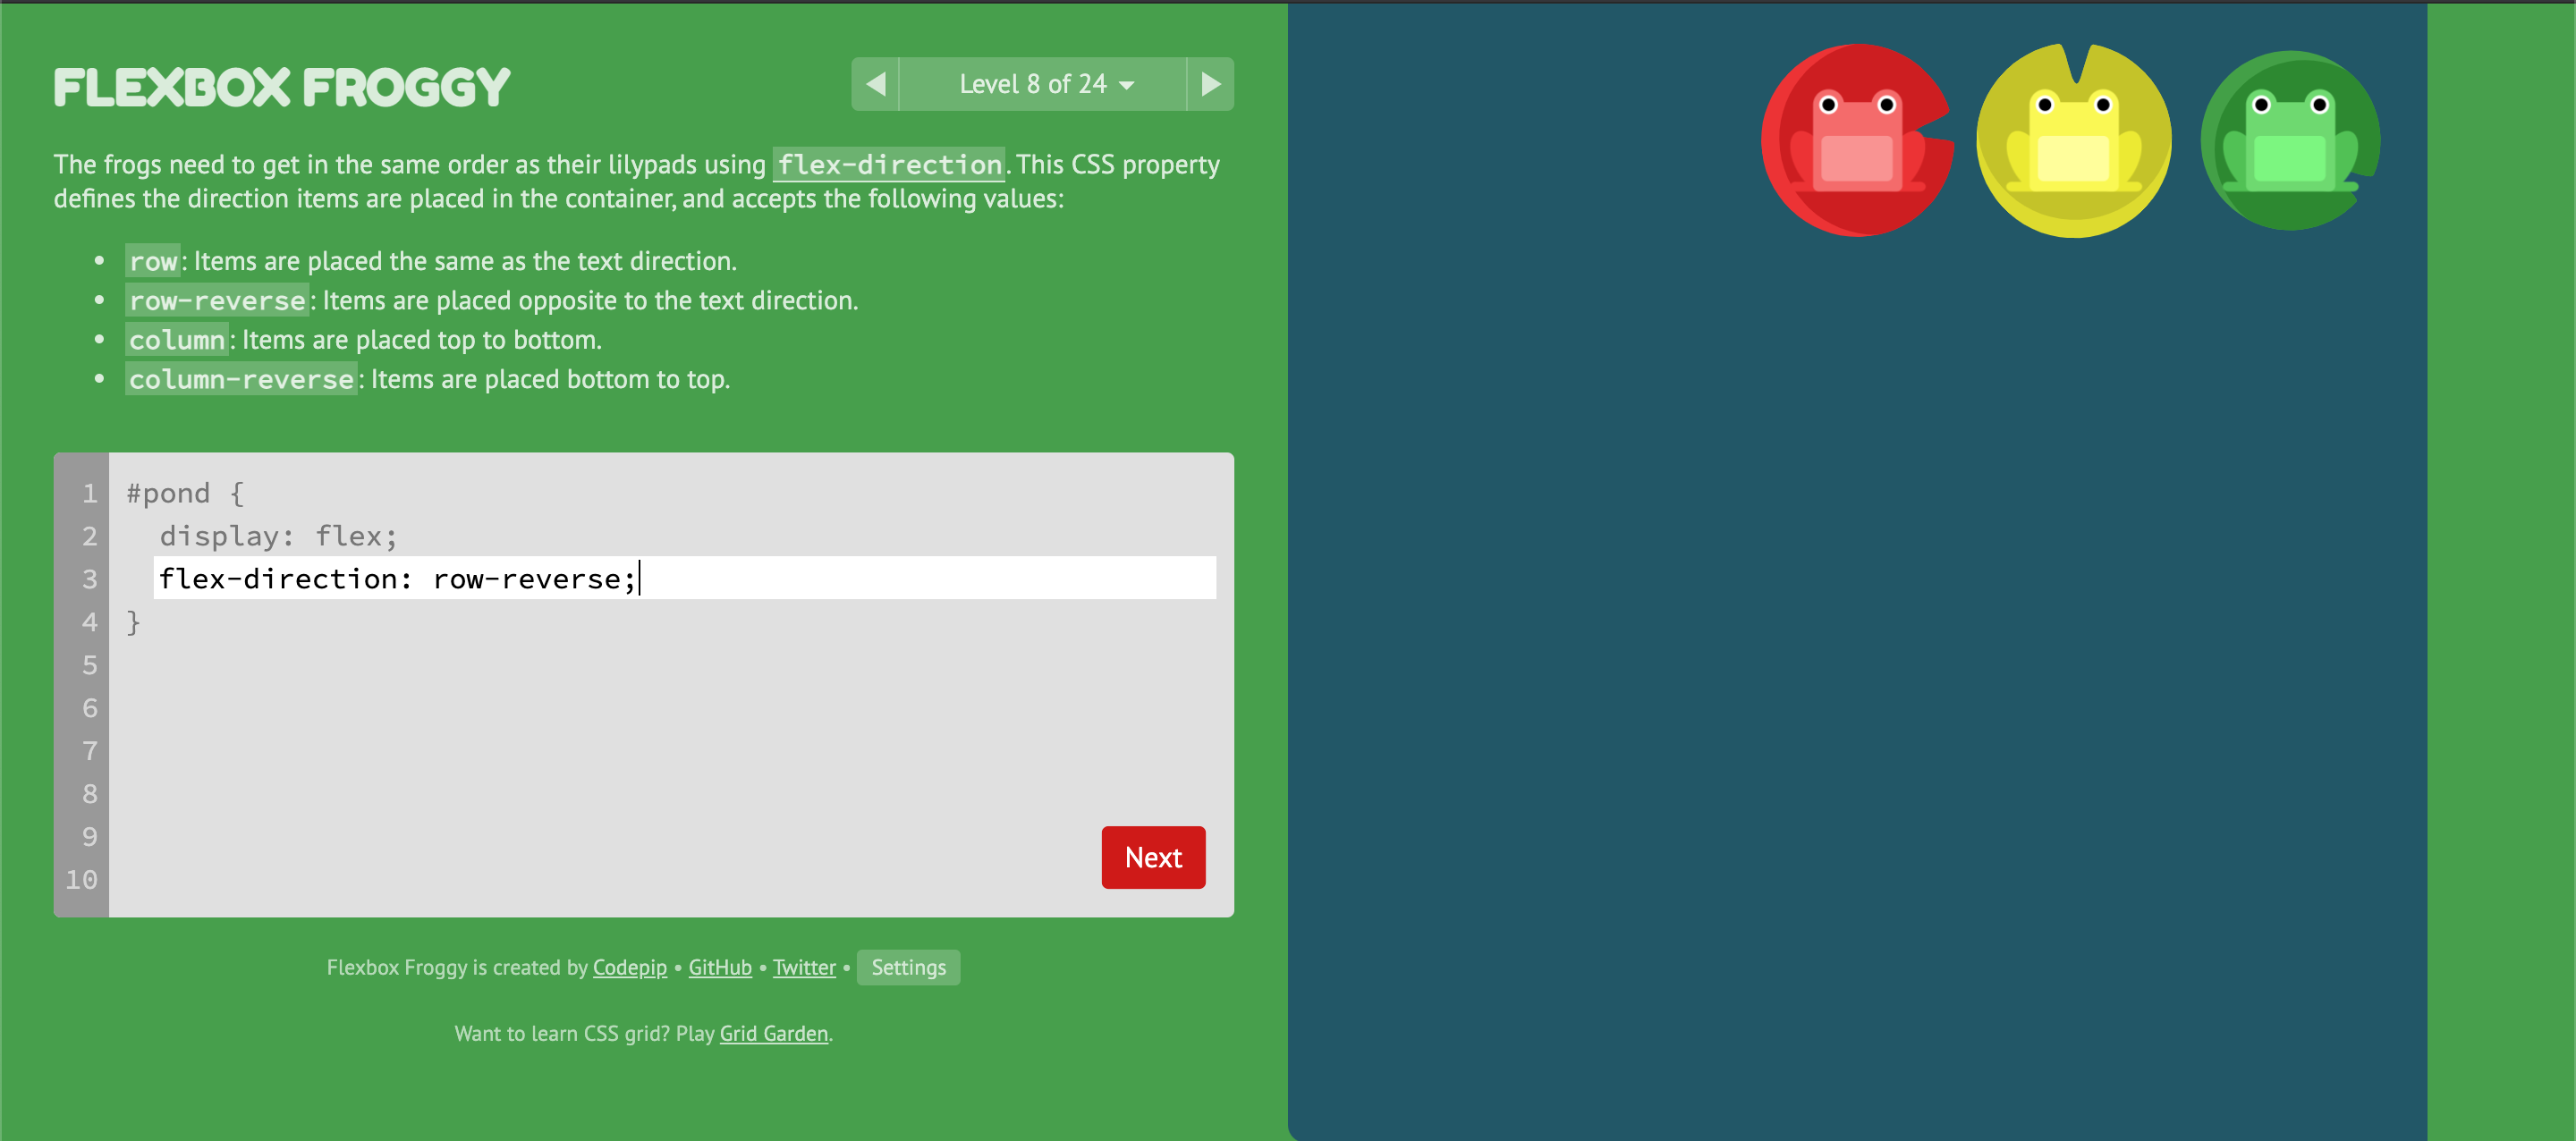 FLEXBOX FROGGY
Level 8 of 24
The frogs need to get in the same order as their lilypads using flex-direction. This CSS property
defines the direction items are placed in the container, and accepts the following values:
• row: Items are placed the same as the text direction.
• row-reverse: Items are placed opposite to the text direction.
• column: Items are placed top to bottom.
• column-reverse: Items are placed bottom to top.
1 #pond {
2   display: flex;
3   flex-direction: row-reverse;
4 }
5
6
7
8
9
10
Next
Flexbox Froggy is created by Codepip • GitHub • Twitter • Settings
Want to learn CSS grid? Play Grid Garden.